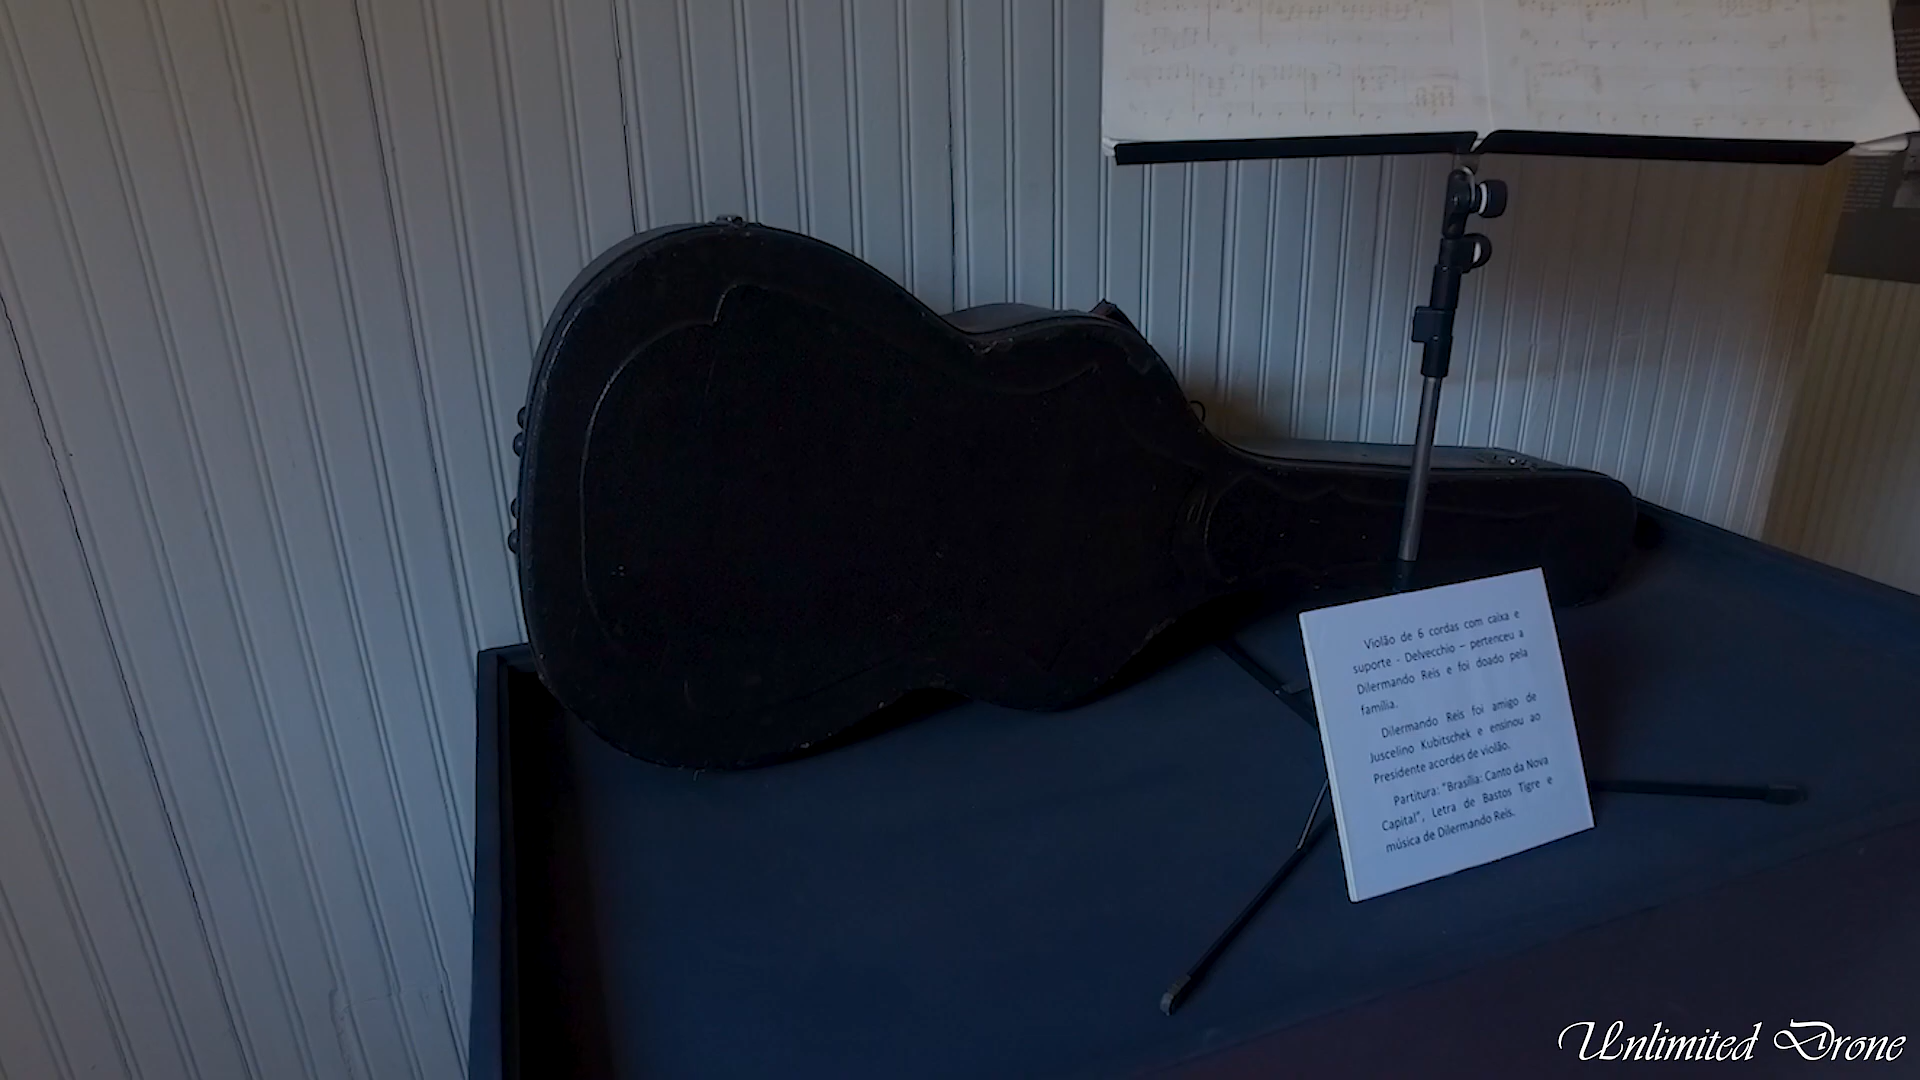 Violão de 6 cordas com caixa e
suporte - Delvecchio – pertenceu a
Dilermando Reis e foi doado pela
família.
Dilermando Reis foi amigo de
Juscelino Kubitschek e ensinou ao
Presidente acordes de violão.
Partitura: "Brasília: Canto da Nova
Capital", Letra de Bastos Tigre e
música de Dilermando Reis.
Unlimited Drone